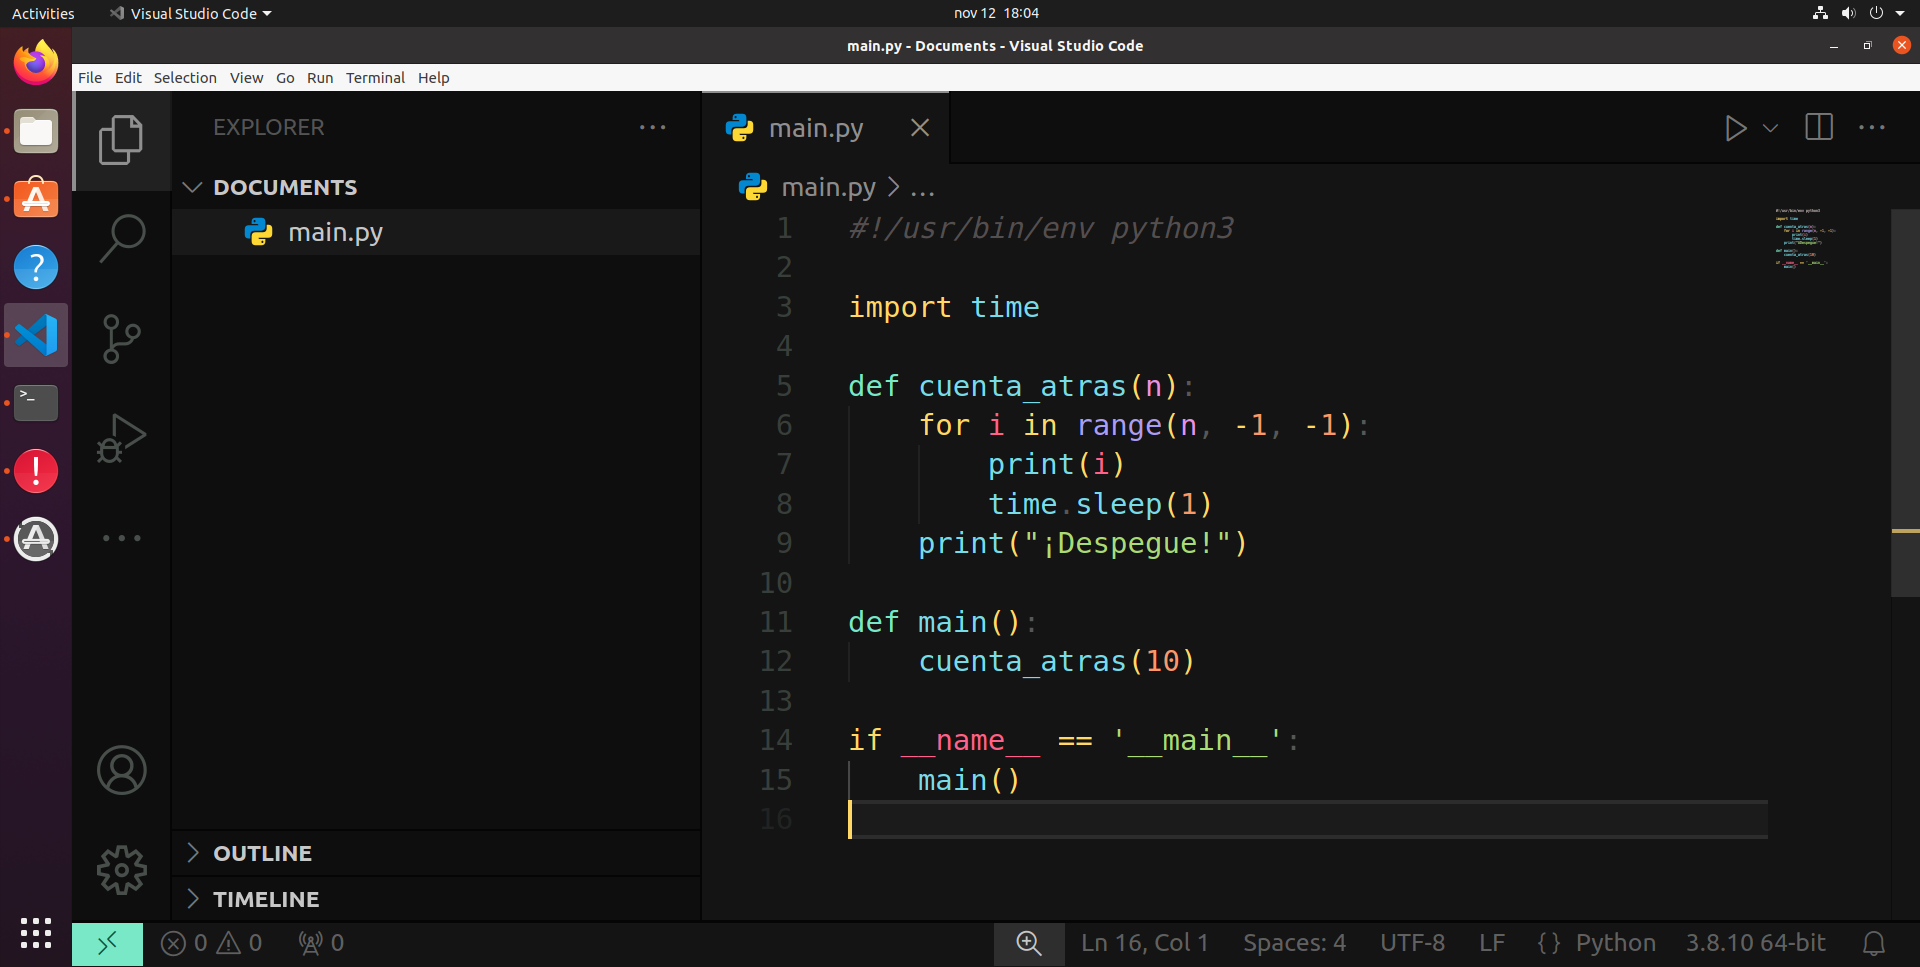 Activities
Visual Studio Code
nov 12 18:04
main.py - Documents - Visual Studio Code
File Edit Selection View Go Run Terminal Help
EXPLORER
DOCUMENTS
main.py
OUTLINE
TIMELINE
main.py
main.py > ...
1 #!/usr/bin/env python3
2
3 import time
4
5 def cuenta_atras(n):
6     for i in range(n, -1, -1):
7         print(i)
8         time.sleep(1)
9     print("¡Despegue!")
10
11 def main():
12     cuenta_atras(10)
13
14 if __name__ == '__main__':
15     main()
16
0 0 0
Ln 16, Col 1 Spaces: 4 UTF-8 LF {} Python 3.8.10 64-bit